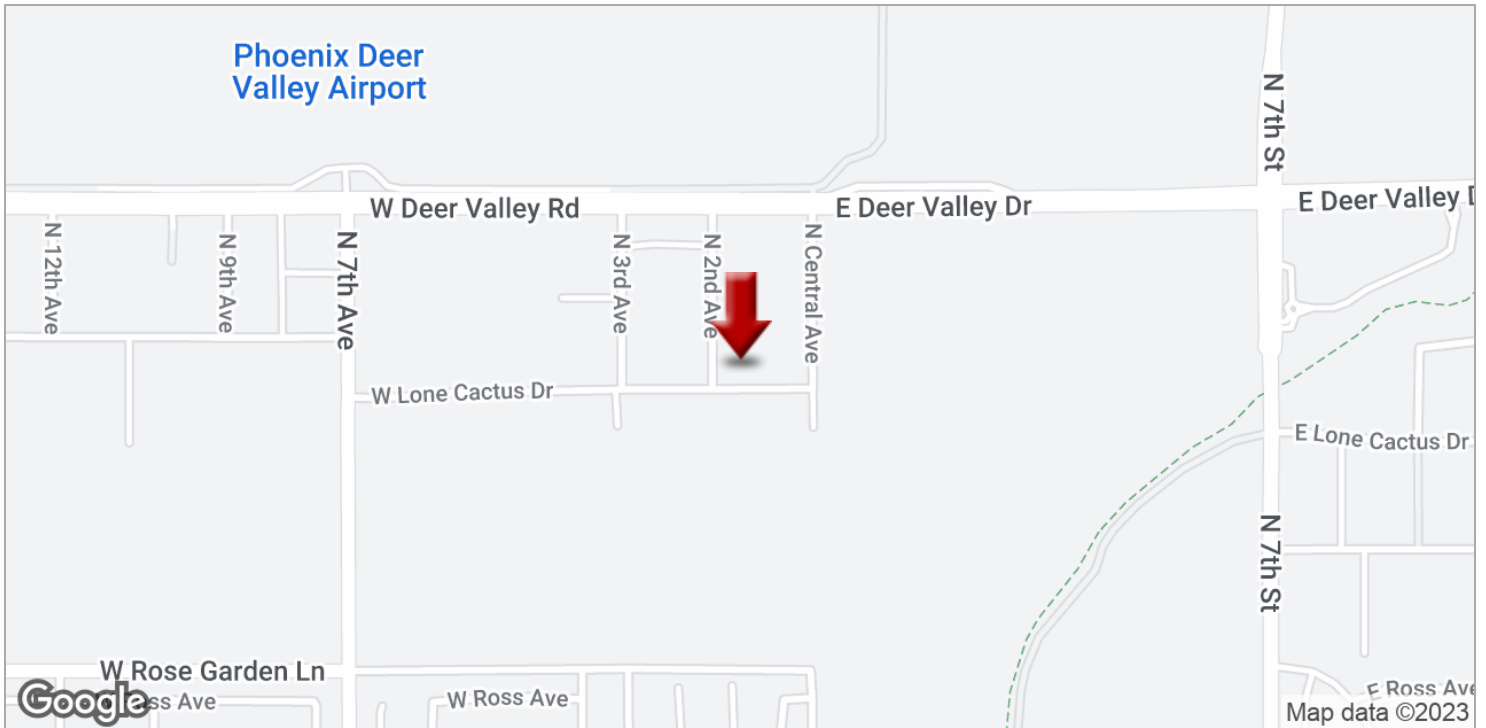 Phoenix Deer
Valley Airport
N 7th St
W Deer Valley Rd
E Deer Valley Dr
E Deer Valley D
N 12th Ave
N 9th Ave
N 7th Ave
N 3rd Ave
N 2nd Ave
N Central Ave
W Lone Cactus Dr
E Lone Cactus Dr
N 7th St
W Rose Garden Ln
Google
ss Ave
W Ross Ave
E Ross Ave
Map data ©2023